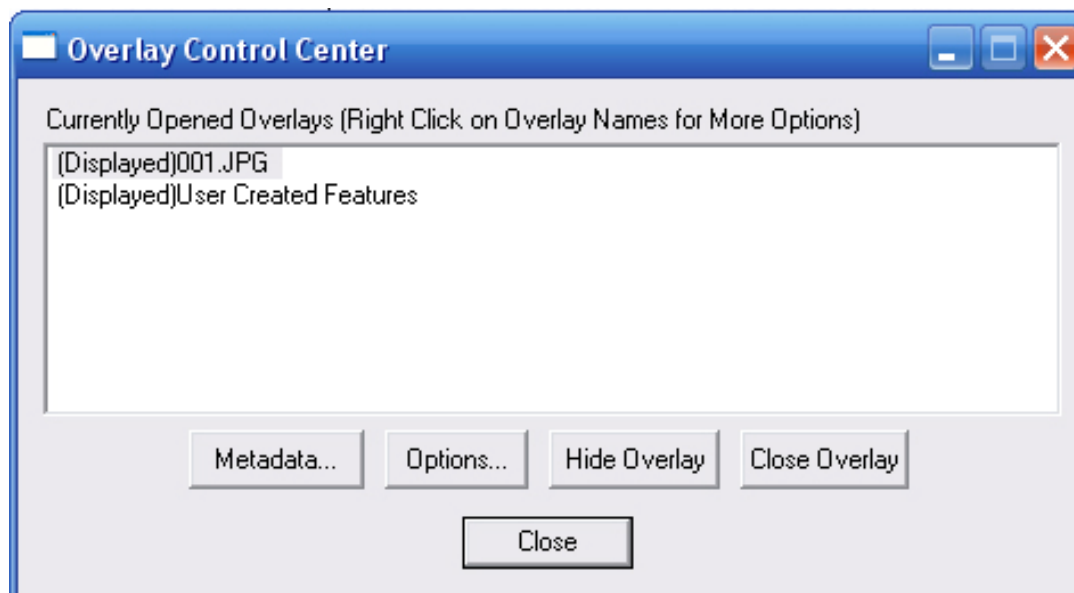 Overlay Control Center
Currently Opened Overlays (Right Click on Overlay Names for More Options)
(Displayed)001.JPG
(Displayed)User Created Features
Metadata... Options... Hide Overlay Close Overlay
Close